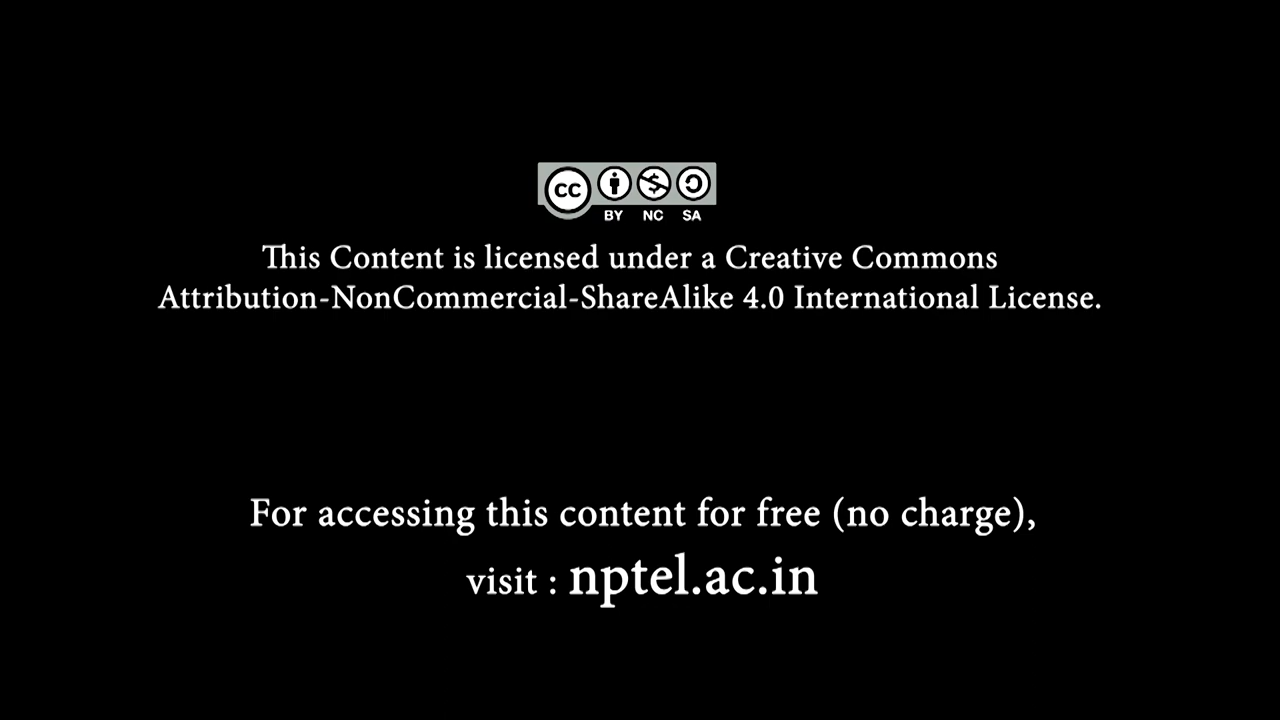 cc
BY NC SA
This Content is licensed under a Creative Commons
Attribution-NonCommercial-ShareAlike 4.0 International License.
For accessing this content for free (no charge),
visit : nptel.ac.in